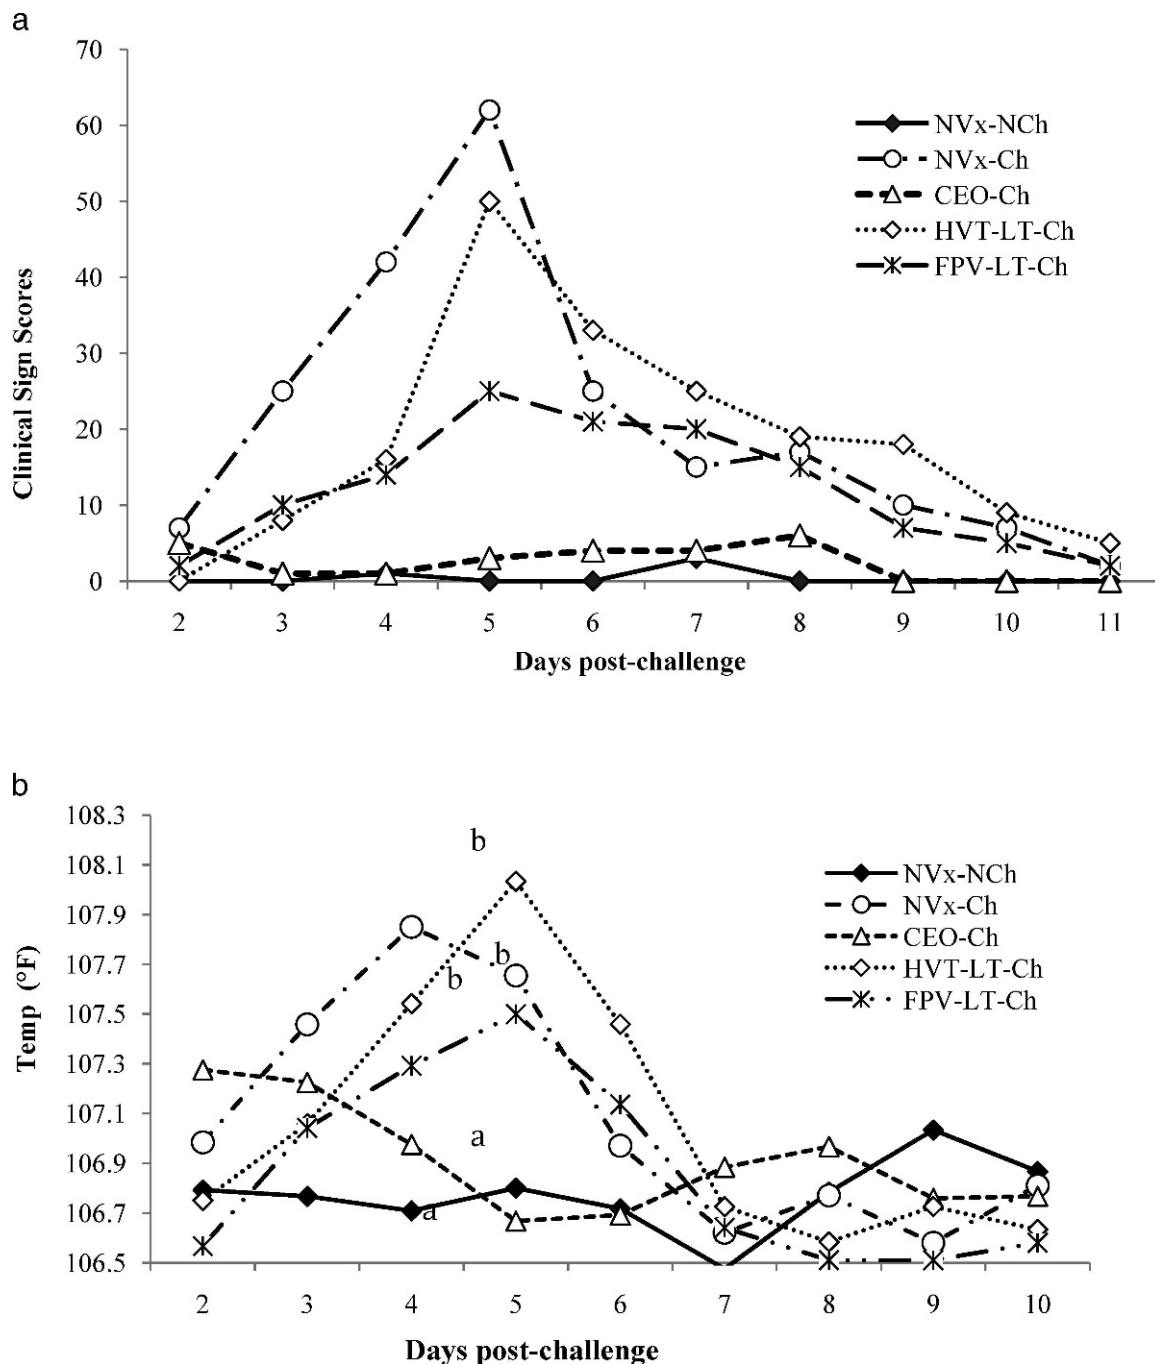 a
70
60
50
40
30
20
10
0
Clinical Sign Scores
NVx-NCh
NVx-Ch
CEO-Ch
HVT-LT-Ch
FPV-LT-Ch
2 3 4 5 6 7 8 9 10 11
Days post-challenge
b
108.3
108.1
107.9
107.7
107.5
107.3
107.1
106.9
106.7
106.5
Temp (°F)
b
b
b
a
a
NVx-NCh
NVx-Ch
CEO-Ch
HVT-LT-Ch
FPV-LT-Ch
2 3 4 5 6 7 8 9 10
Days post-challenge